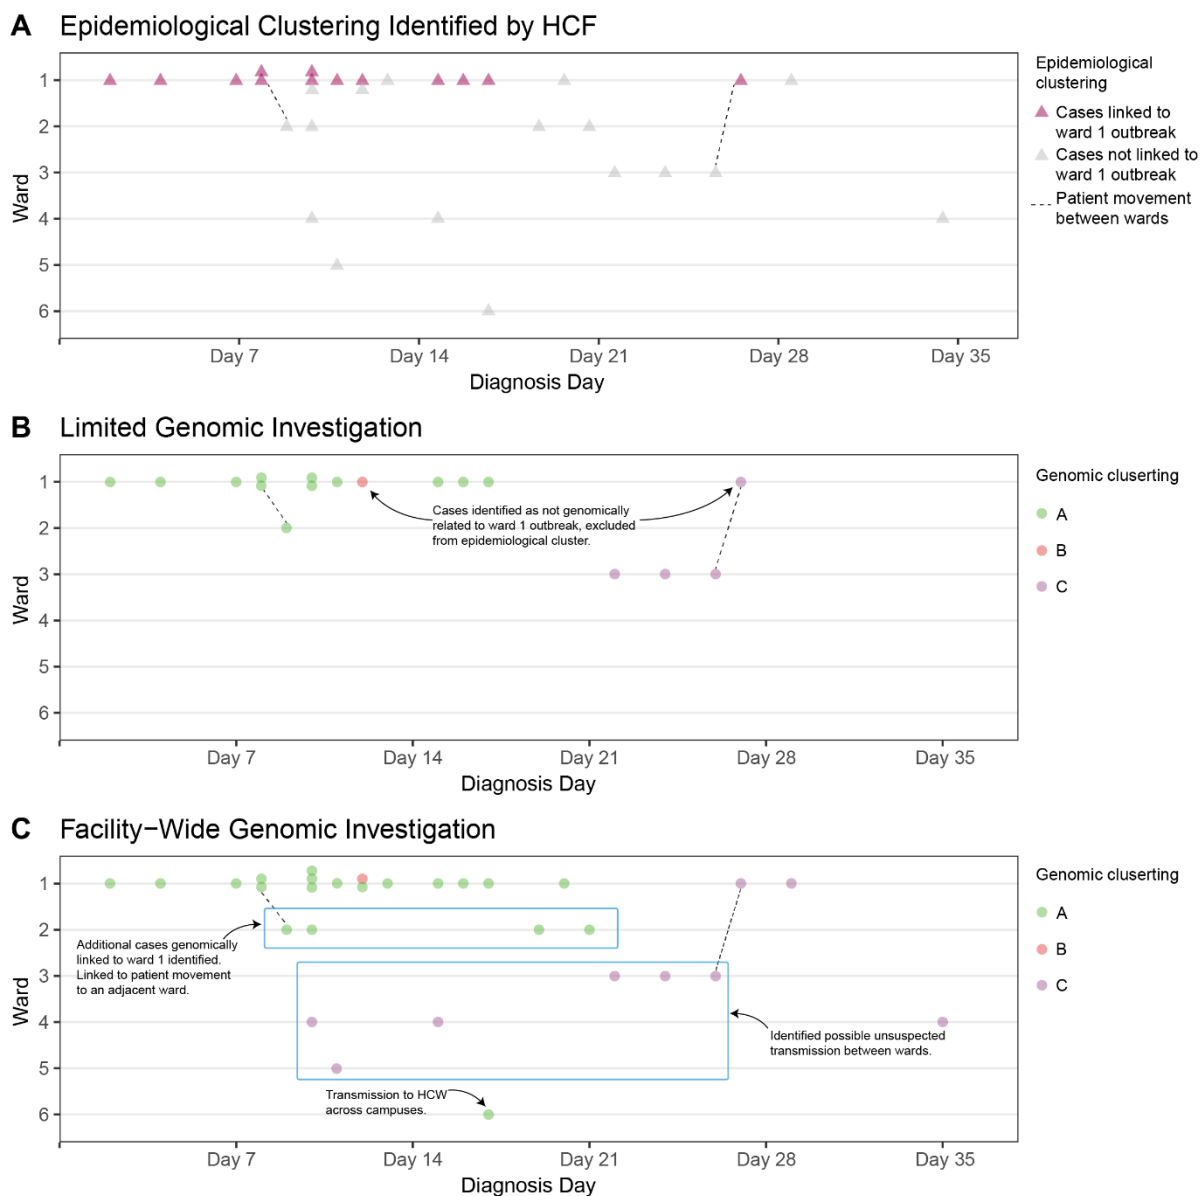 A Epidemiological Clustering Identified by HCF
1
2
3
4
5
6
Ward
Day 7
Day 14
Day 21
Day 28
Day 35
Diagnosis Day
Epidemiological
clustering
Cases linked to
ward 1 outbreak
Cases not linked to
ward 1 outbreak
Patient movement
between wards
B Limited Genomic Investigation
1
2
3
4
5
6
Ward
Cases identified as not genomically
related to ward 1 outbreak, excluded
from epidemiological cluster.
Day 7
Day 14
Day 21
Day 28
Day 35
Diagnosis Day
Genomic cluserting
A
B
C
C Facility−Wide Genomic Investigation
1
2
3
4
5
6
Ward
Additional cases genomically
linked to ward 1 identified.
Linked to patient movement
to an adjacent ward.
Identified possible unsuspected
transmission between wards.
Transmission to HCW
across campuses.
Day 7
Day 14
Day 21
Day 28
Day 35
Diagnosis Day
Genomic cluserting
A
B
C